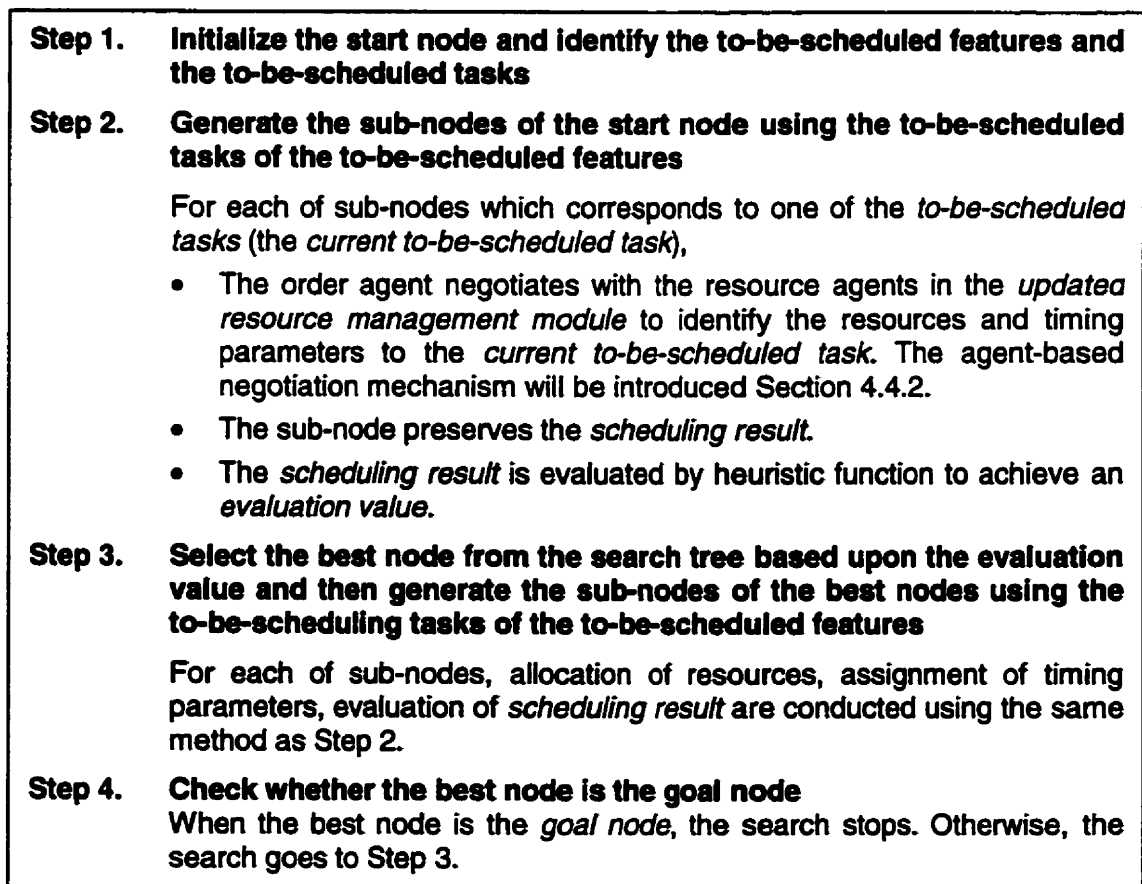 Step 1. Initialize the start node and identify the to-be-scheduled features and
the to-be-scheduled tasks
Step 2. Generate the sub-nodes of the start node using the to-be-scheduled
tasks of the to-be-scheduled features
For each of sub-nodes which corresponds to one of the to-be-scheduled
tasks (the current to-be-scheduled task),
• The order agent negotiates with the resource agents in the updated
resource management module to identify the resources and timing
parameters to the current to-be-scheduled task. The agent-based
negotiation mechanism will be introduced Section 4.4.2.
• The sub-node preserves the scheduling result.
• The scheduling result is evaluated by heuristic function to achieve an
evaluation value.
Step 3. Select the best node from the search tree based upon the evaluation
value and then generate the sub-nodes of the best nodes using the
to-be-scheduling tasks of the to-be-scheduled features
For each of sub-nodes, allocation of resources, assignment of timing
parameters, evaluation of scheduling result are conducted using the same
method as Step 2.
Step 4. Check whether the best node is the goal node
When the best node is the goal node, the search stops. Otherwise, the
search goes to Step 3.